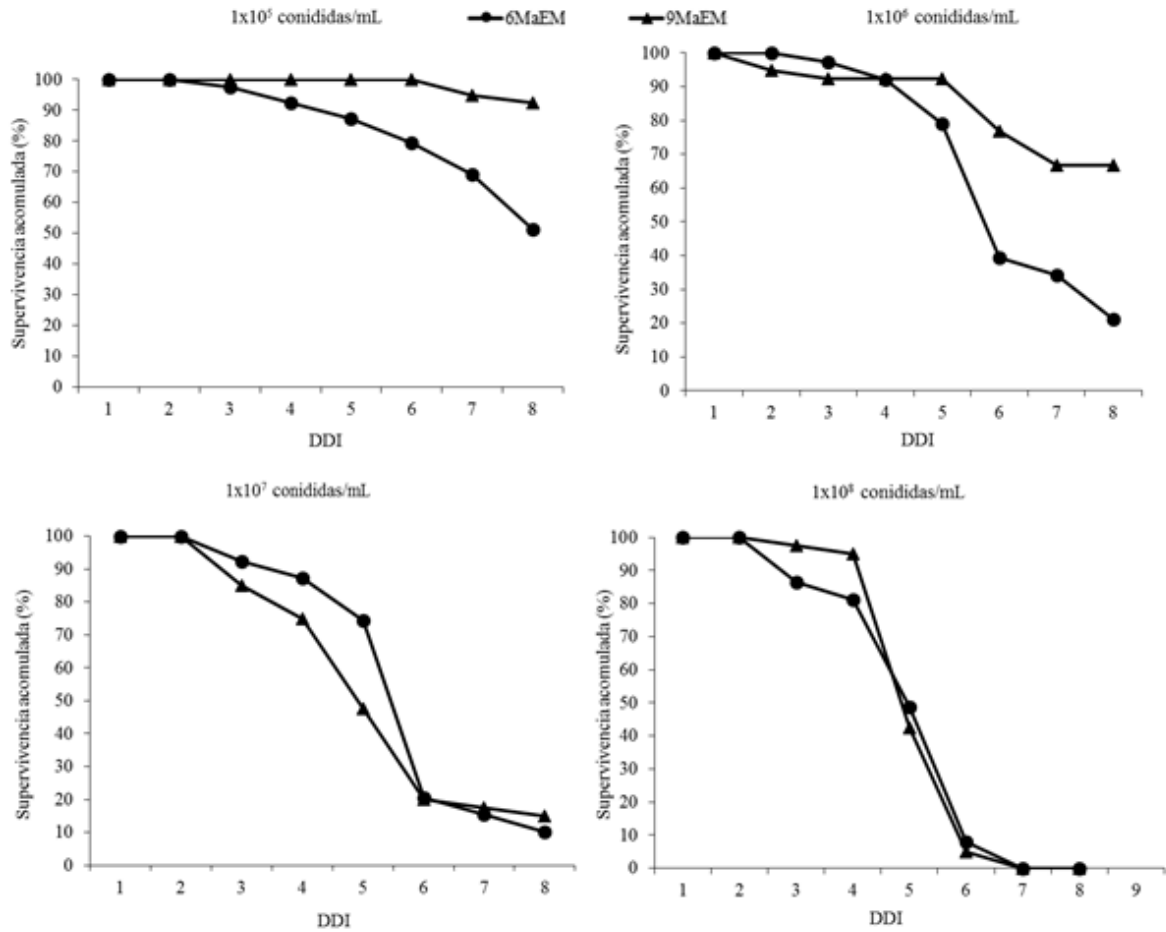 1x10⁵ conididas/mL
6MaEM
9MaEM
1x10⁶ conididas/mL
Supervivencia acomulada (%)
100
90
80
70
60
50
40
30
20
10
0
1 2 3 4 5 6 7 8
DDI
Supervivencia acomulada (%)
100
90
80
70
60
50
40
30
20
10
0
1 2 3 4 5 6 7 8
DDI
1x10⁷ conididas/mL
Supervivencia acomulada (%)
100
90
80
70
60
50
40
30
20
10
0
1 2 3 4 5 6 7 8
DDI
1x10⁸ conididas/mL
Supervivencia acomulada (%)
100
90
80
70
60
50
40
30
20
10
0
1 2 3 4 5 6 7 8 9
DDI